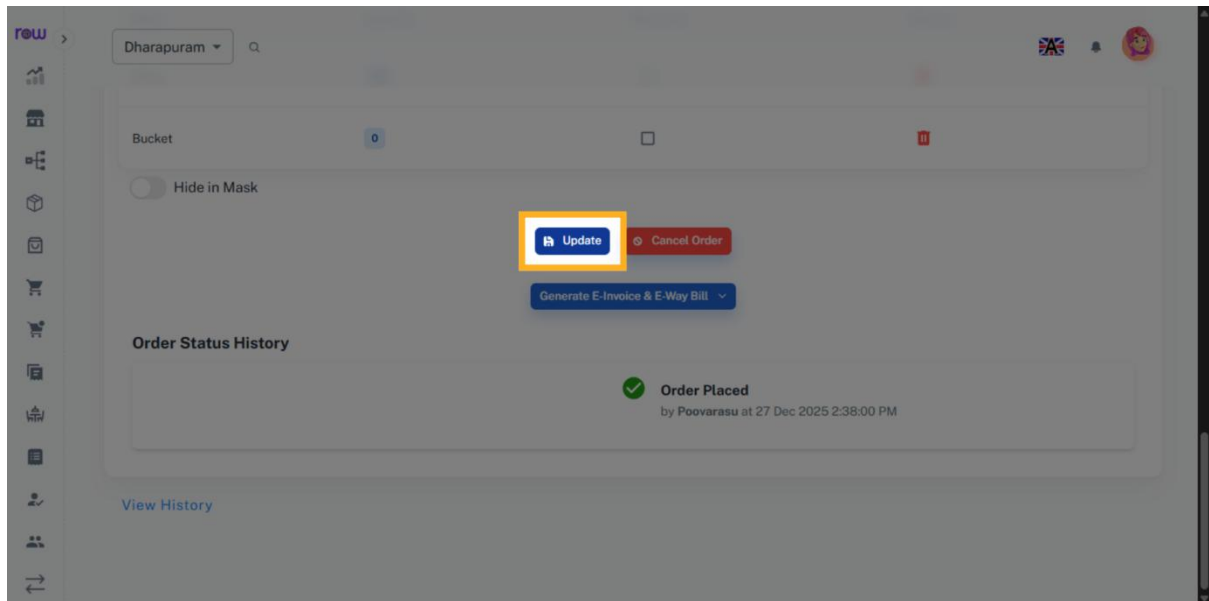 row
Dharapuram
Bucket 0
Hide in Mask
Update Cancel Order
Generate E-Invoice & E-Way Bill
Order Status History
Order Placed
by Poovarasu at 27 Dec 2025 2:38:00 PM
View History